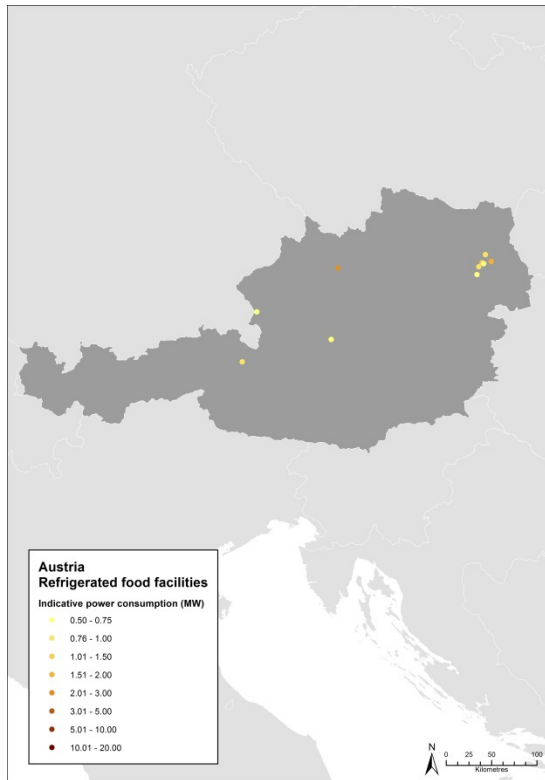 Austria
Refrigerated food facilities
Indicative power consumption (MW)
0.50 - 0.75
0.76 - 1.00
1.01 - 1.50
1.51 - 2.00
2.01 - 3.00
3.01 - 5.00
5.01 - 10.00
10.01 - 20.00
N
0 25 50 100
Kilometres